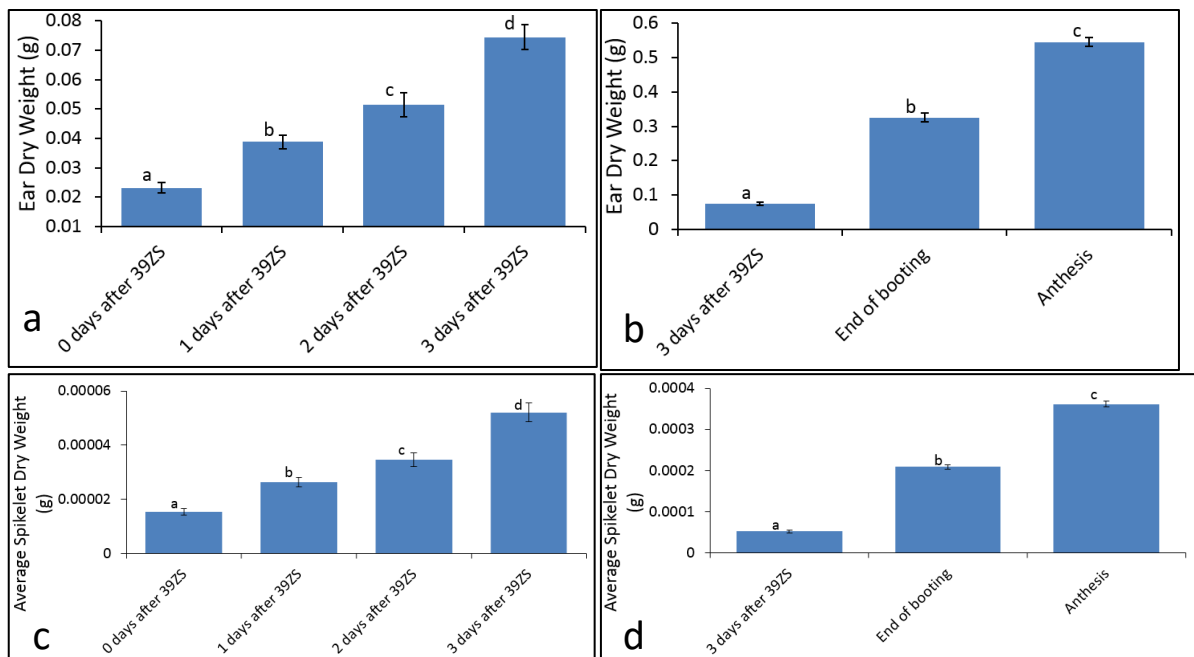 Ear Dry Weight (g)
0.08
0.07
0.06
0.05
0.04
0.03
0.02
0.01
a
b
c
d
0 days after 39ZS
1 days after 39ZS
2 days after 39ZS
3 days after 39ZS
a
Ear Dry Weight (g)
0.6
0.5
0.4
0.3
0.2
0.1
0
a
b
c
3 days after 39ZS
End of booting
Anthesis
b
Average Spikelet Dry Weight
(g)
0.00006
0.00004
0.00002
0
a
b
c
d
0 days after 39ZS
1 days after 39ZS
2 days after 39ZS
3 days after 39ZS
c
Average Spikelet Dry Weight
(g)
0.0004
0.0003
0.0002
0.0001
0
a
b
c
3 days after 39ZS
End of booting
Anthesis
d